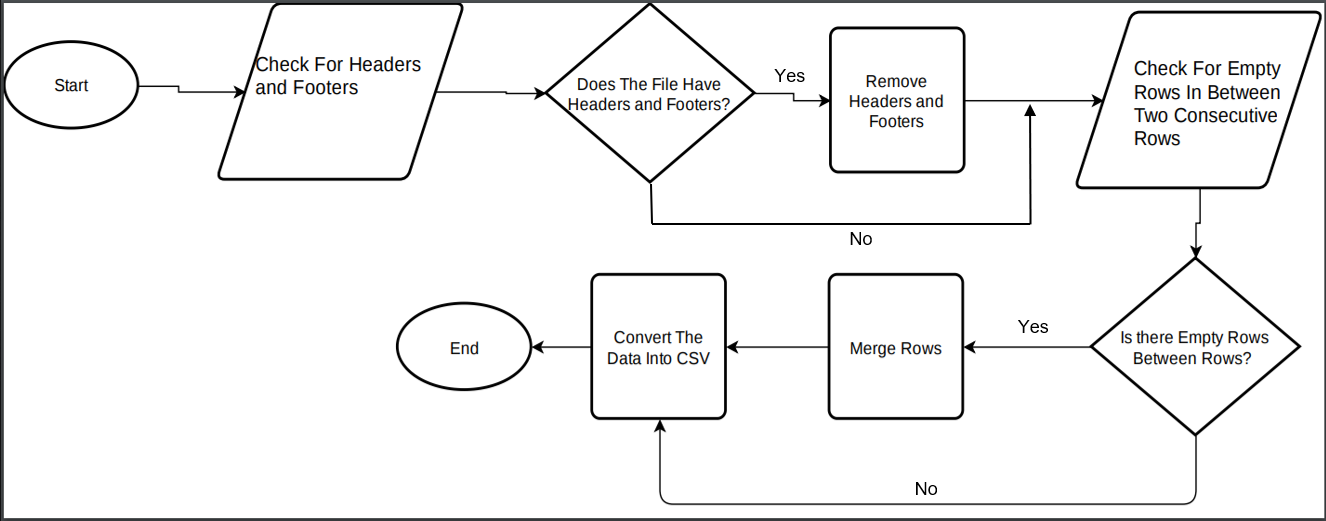 Start
Check For Headers
and Footers
Does The File Have
Headers and Footers?
Yes
Remove
Headers and
Footers
Check For Empty
Rows In Between
Two Consecutive
Rows
No
Is there Empty Rows
Between Rows?
Yes
Merge Rows
Convert The
Data Into CSV
End
No